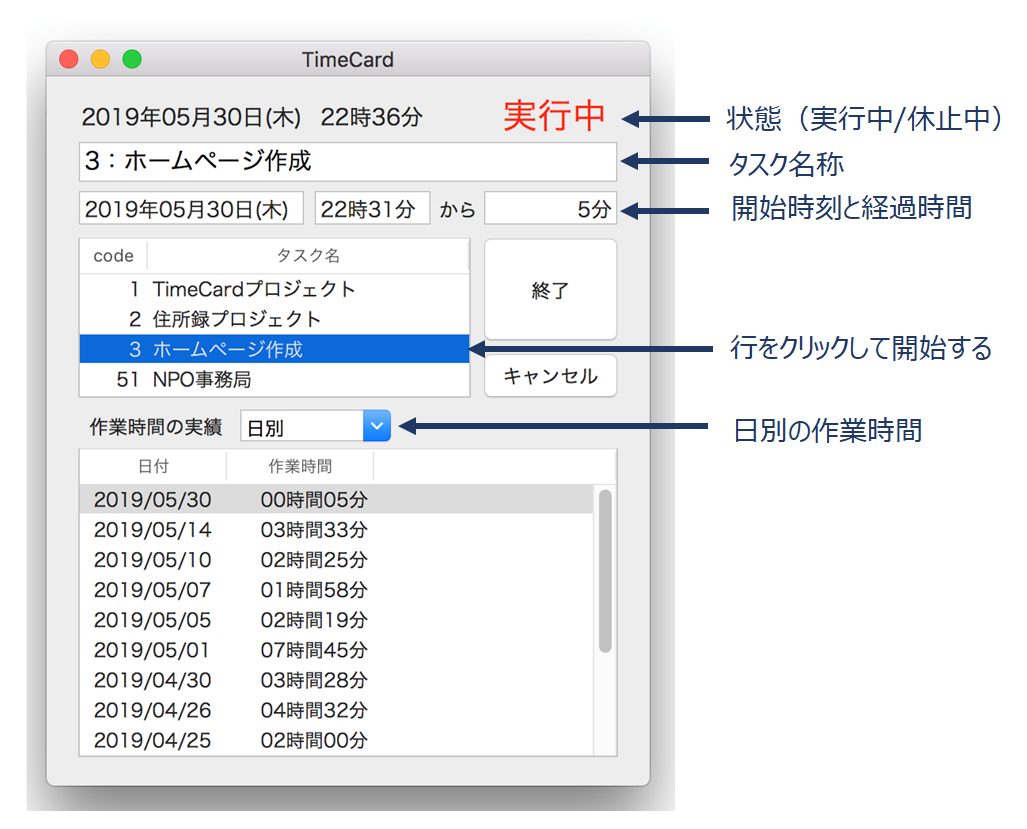 TimeCard
2019年05月30日(木) 22時36分 実行中
状態（実行中/休止中）
3：ホームページ作成
タスク名称
2019年05月30日(木) 22時31分 から 5分
開始時刻と経過時間
code タスク名
1 TimeCardプロジェクト
2 住所録プロジェクト
3 ホームページ作成
51 NPO事務局
終了
キャンセル
行をクリックして開始する
作業時間の実績 日別
日別の作業時間
日付 作業時間
2019/05/30 00時間05分
2019/05/14 03時間33分
2019/05/10 02時間25分
2019/05/07 01時間58分
2019/05/05 02時間19分
2019/05/01 07時間45分
2019/04/30 03時間28分
2019/04/26 04時間32分
2019/04/25 02時間00分